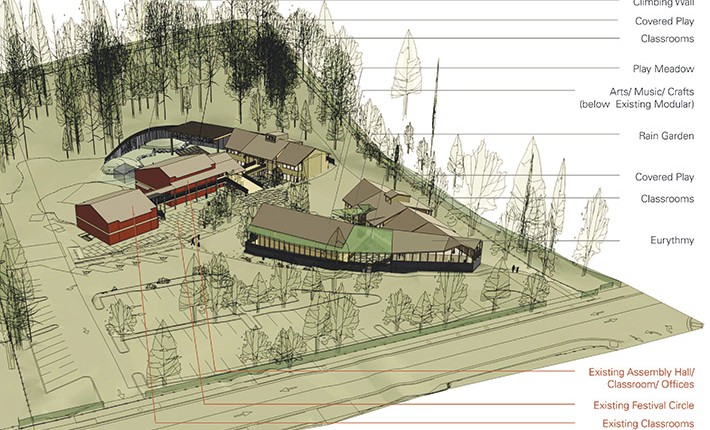 Climbing Wall
Covered Play
Classrooms
Play Meadow
Arts/ Music/ Crafts
(below Existing Modular)
Rain Garden
Covered Play
Classrooms
Eurythmy
Existing Assembly Hall/
Classroom/ Offices
Existing Festival Circle
Existing Classrooms